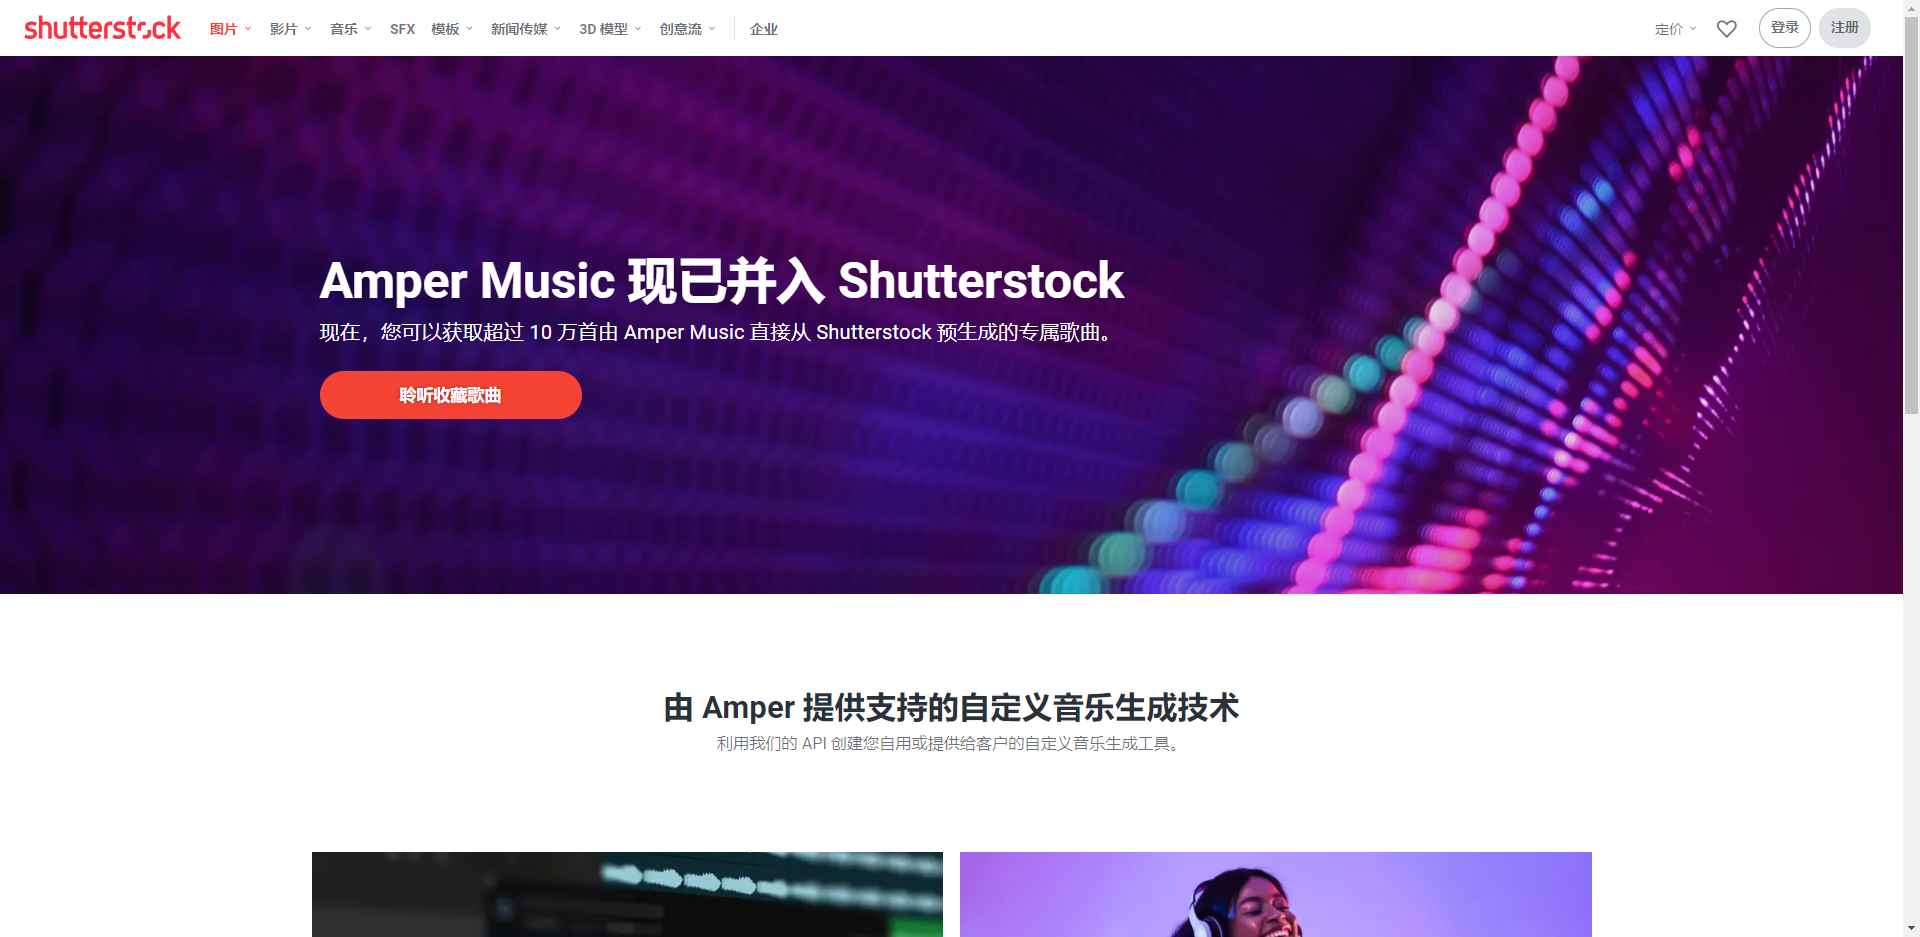 shutterstock 图片 影片 音乐 SFX 模板 新闻传媒 3D 模型 创意流 企业 定价 登录 注册
Amper Music 现已并入 Shutterstock
现在，您可以获取超过 10 万首由 Amper Music 直接从 Shutterstock 预生成的专属歌曲。
聆听收藏歌曲
由 Amper 提供支持的自定义音乐生成技术
利用我们的 API 创建您自用或提供给客户的自定义音乐生成工具。